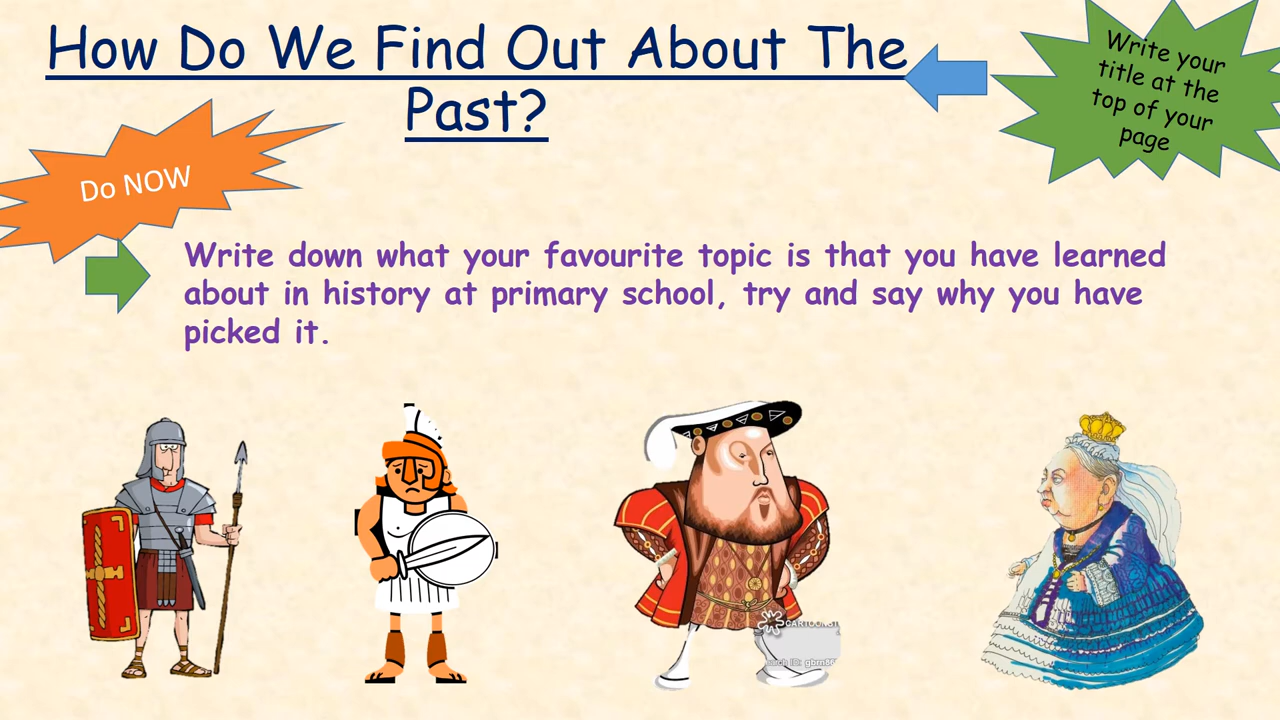 How Do We Find Out About The
Past?
Write your
title at the
top of your
page
Do NOW
Write down what your favourite topic is that you have learned
about in history at primary school, try and say why you have
picked it.